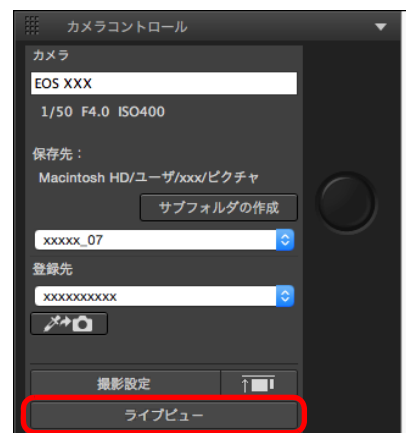 カメラコントロール
カメラ
EOS XXX
1/50 F4.0 ISO400
保存先：
Macintosh HD/ユーザ/xxx/ピクチャ
サブフォルダの作成
xxxxx_07
登録先
xxxxxxxxxx
撮影設定
ライブビュー